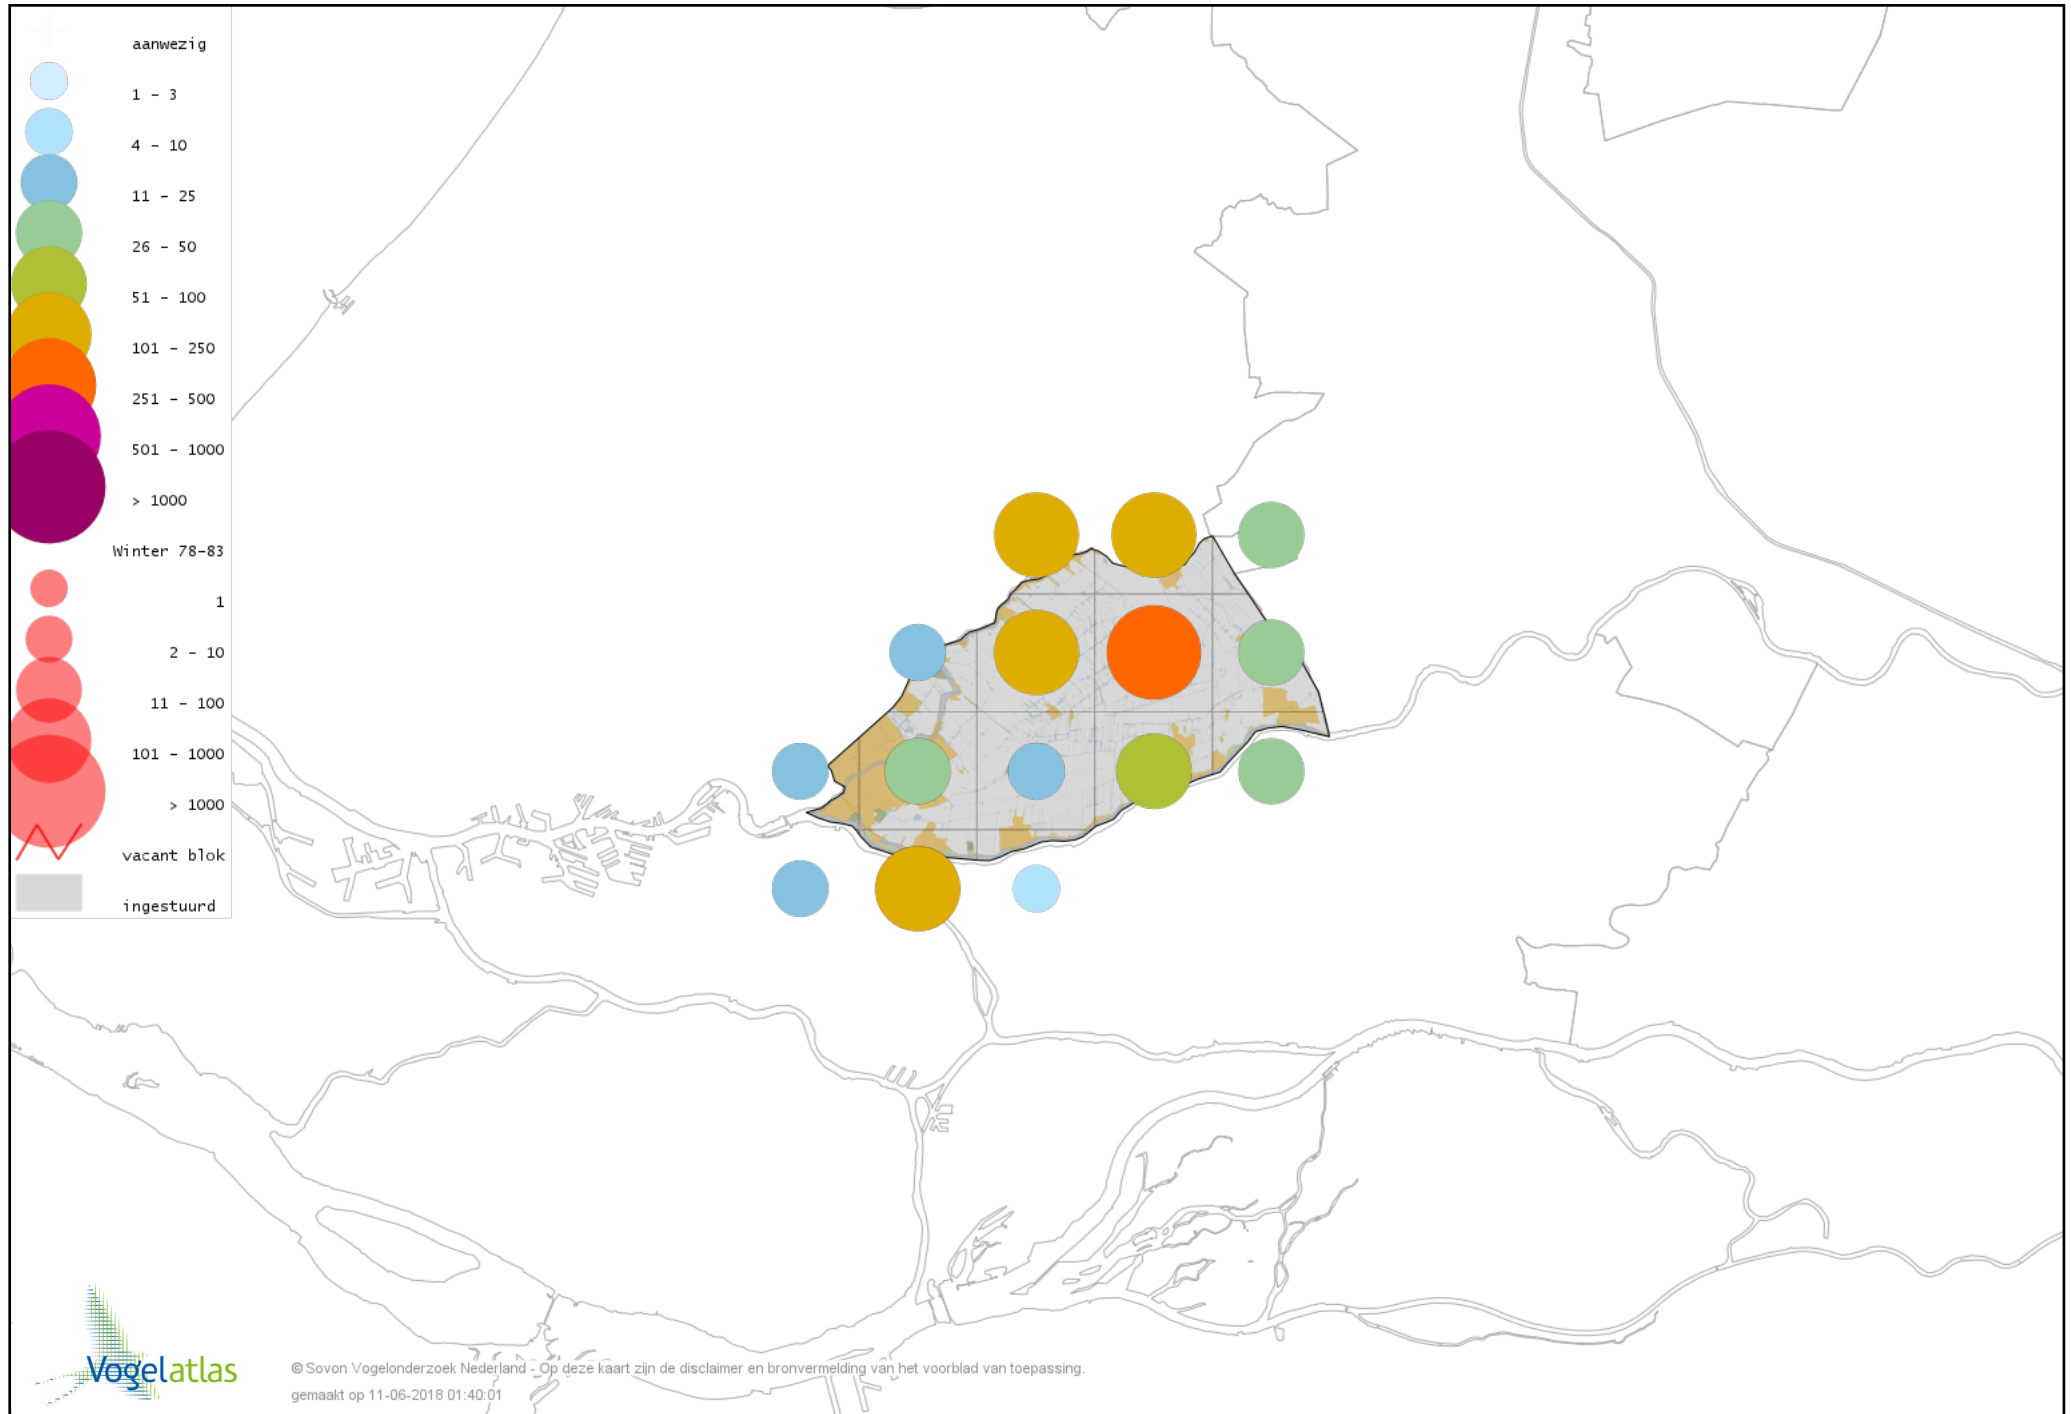 aanwezig
1 - 3
4 - 10
11 - 25
26 - 50
51 - 100
101 - 250
251 - 500
501 - 1000
> 1000
Winter 78-83
1
2 - 10
11 - 100
101 - 1000
> 1000
vacant blok
ingestuurd
Vogelatlas
© Sovon Vogelonderzoek Nederland - Op deze kaart zijn de disclaimer en bronvermelding van het voorblad van toepassing.
gemaakt op 11-06-2018 01:40:01